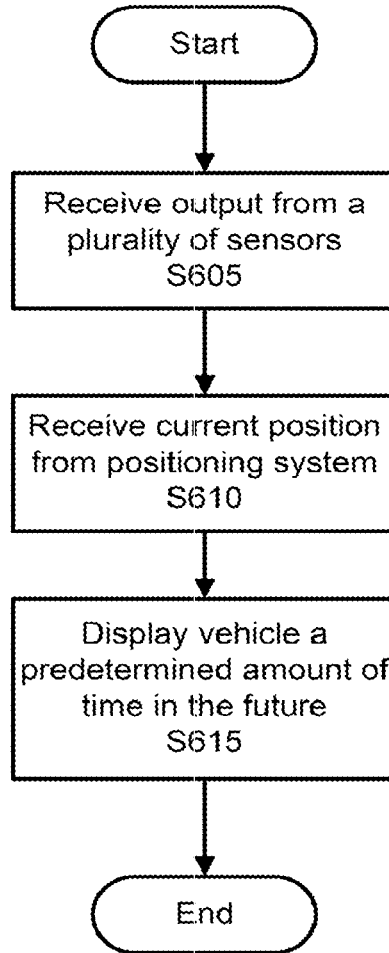 Start
Receive output from a
plurality of sensors
S605
Receive current position
from positioning system
S610
Display vehicle a
predetermined amount of
time in the future
S615
End